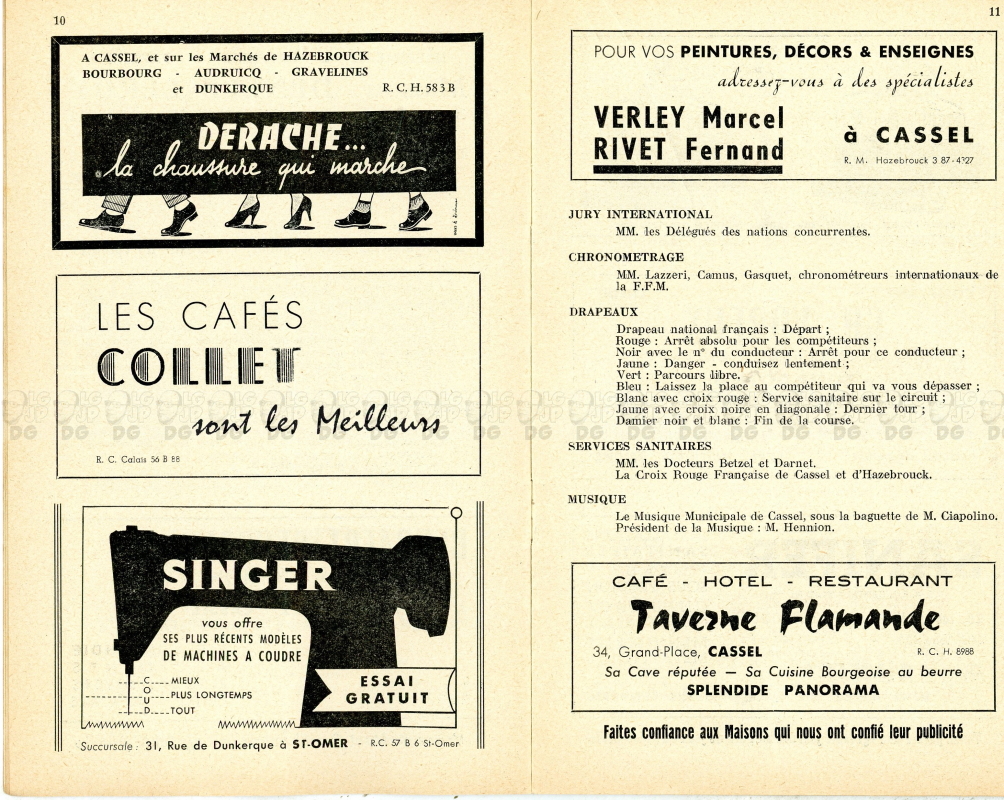 10
A CASSEL, et sur les Marchés de HAZEBROUCK
BOURBOURG - AUDRUICQ - GRAVELINES
et DUNKERQUE R. C. H. 583 B
DERACHE...
la chaussure qui marche
LES CAFÉS
COLLET
sont les Meilleurs
R. C. Calais 56 B 88
SINGER
vous offre
SES PLUS RÉCENTS MODÈLES
DE MACHINES A COUDRE
COUD
MIEUX
PLUS LONGTEMPS
TOUT
ESSAI
GRATUIT
Succursale : 31, Rue de Dunkerque à ST-OMER - R.C. 57 B 6 St-Omer
11
POUR VOS PEINTURES, DÉCORS & ENSEIGNES
adressez-vous à des spécialistes
VERLEY Marcel
RIVET Fernand
à CASSEL
R. M. Hazebrouck 3 87-4327
JURY INTERNATIONAL
MM. les Délégués des nations concurrentes.
CHRONOMETRAGE
MM. Lazzeri, Camus, Gasquet, chronométreurs internationaux de
la F.F.M.
DRAPEAUX
Drapeau national français : Départ ;
Rouge : Arrêt absolu pour les compétiteurs ;
Noir avec le n° du conducteur : Arrêt pour ce conducteur ;
Jaune : Danger - conduisez lentement ;
Vert : Parcours libre.
Bleu : Laissez la place au compétiteur qui va vous dépasser ;
Blanc avec croix rouge : Service sanitaire sur le circuit ;
Jaune avec croix noire en diagonale : Dernier tour ;
Damier noir et blanc : Fin de la course.
SERVICES SANITAIRES
MM. les Docteurs Betzel et Darnet.
La Croix Rouge Française de Cassel et d'Hazebrouck.
MUSIQUE
Le Musique Municipale de Cassel, sous la baguette de M. Ciapolino.
Président de la Musique : M. Hennion.
CAFÉ - HOTEL - RESTAURANT
Taverne Flamande
34, Grand-Place, CASSEL R. C. H. 8988
Sa Cave réputée — Sa Cuisine Bourgeoise au beurre
SPLENDIDE PANORAMA
Faites confiance aux Maisons qui nous ont confié leur publicité